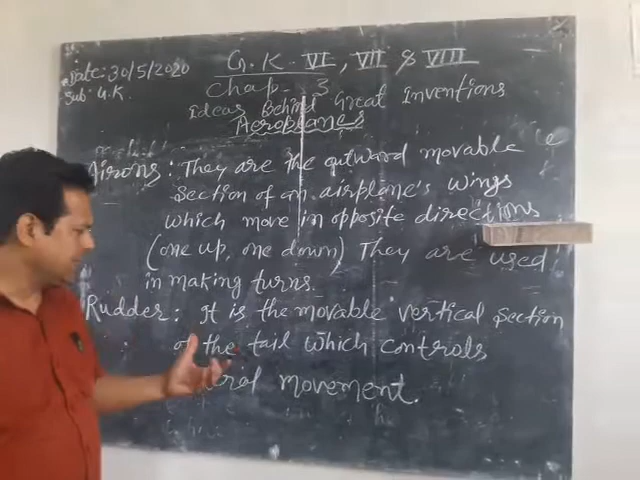 Date: 30/5/2020
G.K VI, VII & VIII
Sub: G.K.
Chap - 3
Ideas Behind Great Inventions
Aeroplanes
Airons: They are the outward movable
section of an airplane's wings
which move in opposite directions
(one up, one down) They are used
in making turns.
Rudder: It is the movable vertical section
of the tail which controls
movement.